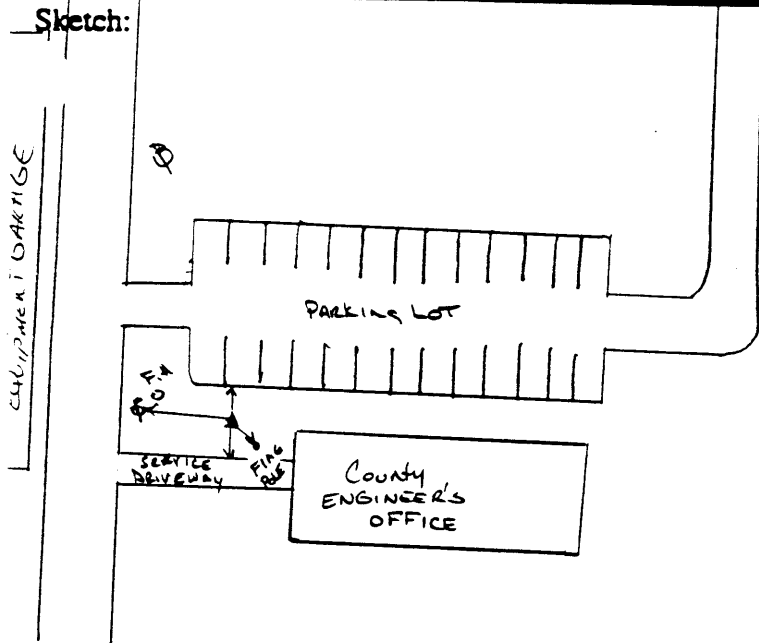 Sketch:
EQUIPMENT GARAGE
PARKING LOT
SERVICE
DRIVEWAY
FLAG
POLE
COUNTY
ENGINEER'S
OFFICE